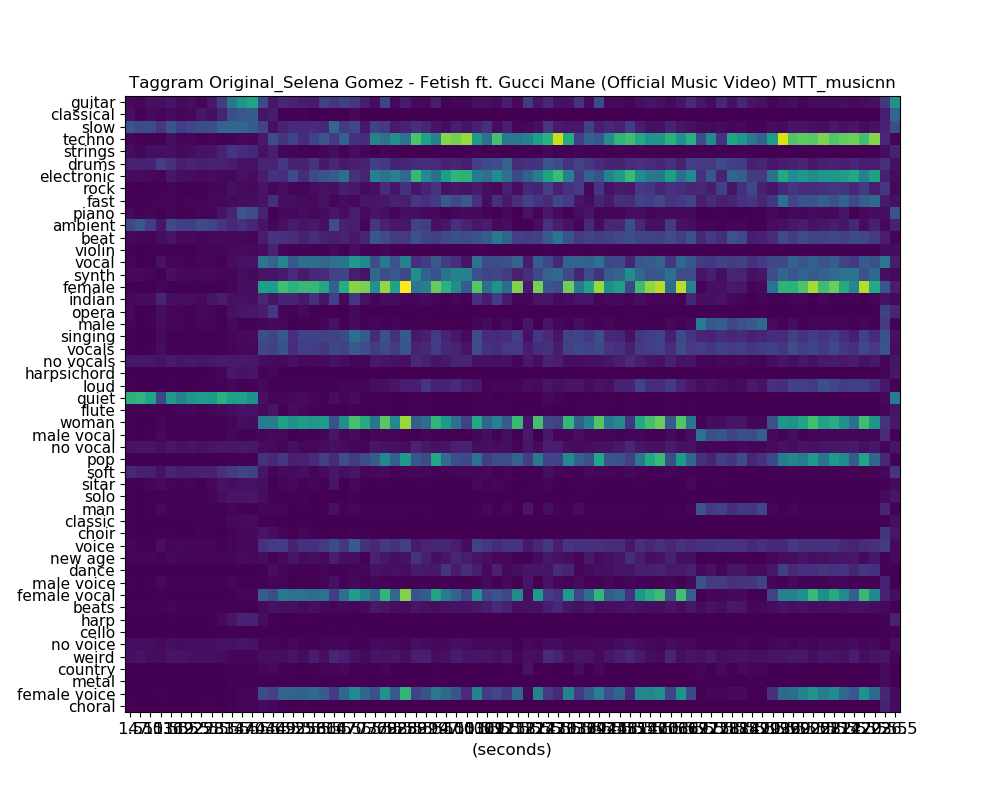 Taggram Original_Selena Gomez - Fetish ft. Gucci Mane (Official Music Video) MTT_musicnn
guitar
classical
slow
techno
strings
drums
electronic
rock
fast
piano
ambient
beat
violin
vocal
synth
female
indian
opera
male
singing
vocals
no vocals
harpsichord
loud
quiet
flute
woman
male vocal
no vocal
pop
soft
sitar
solo
man
classic
choir
voice
new age
dance
male voice
female vocal
beats
harp
cello
no voice
weird
country
metal
female voice
choral
(seconds)